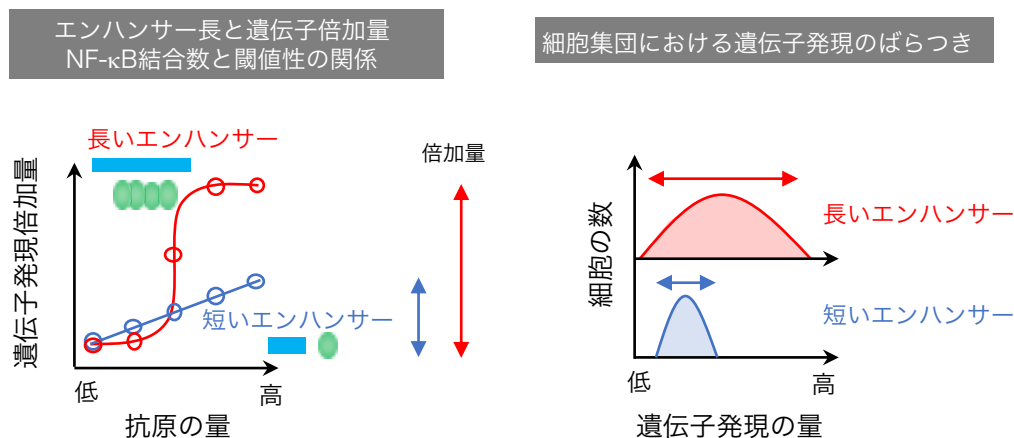 エンハンサー長と遺伝子倍加量
NF-κB結合数と閾値性の関係
細胞集団における遺伝子発現のばらつき
長いエンハンサー
倍加量
遺伝子発現倍加量
短いエンハンサー
低
高
抗原の量
細胞の数
長いエンハンサー
短いエンハンサー
低
高
遺伝子発現の量